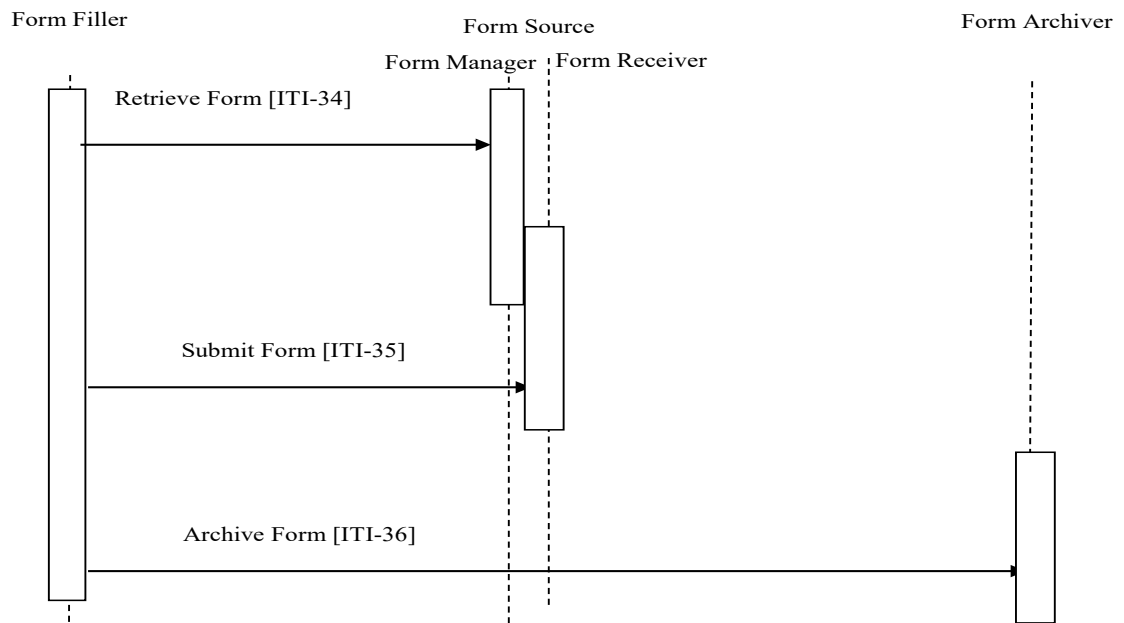 Form Filler
Form Source
Form Archiver
Form Manager
Form Receiver
Retrieve Form [ITI-34]
Submit Form [ITI-35]
Archive Form [ITI-36]